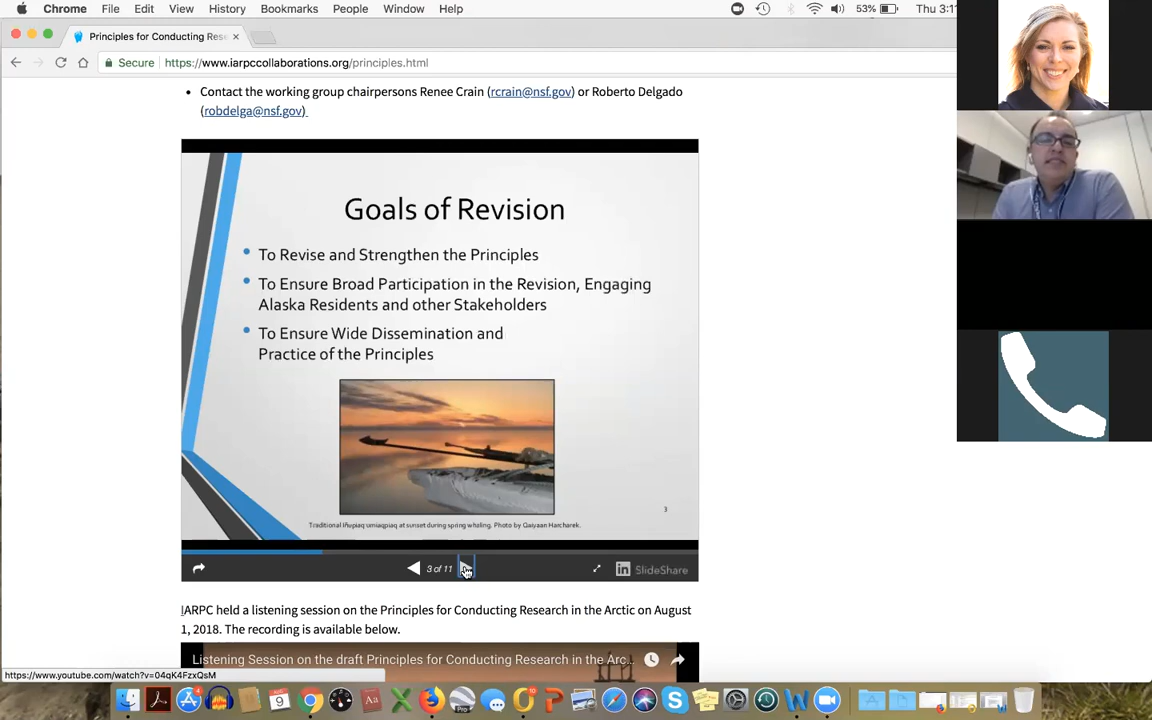 Chrome File Edit View History Bookmarks People Window Help 53% Thu 3:11
Principles for Conducting Rese
Secure https://www.iarpccollaborations.org/principles.html
• Contact the working group chairpersons Renee Crain (rcrain@nsf.gov) or Roberto Delgado
(robdelga@nsf.gov)
Goals of Revision
• To Revise and Strengthen the Principles
• To Ensure Broad Participation in the Revision, Engaging
Alaska Residents and other Stakeholders
• To Ensure Wide Dissemination and
Practice of the Principles
Traditional Iñupiaq umiaqpiaq at sunset during spring whaling. Photo by Qaiyaan Harcharek.
3
3 of 11
in SlideShare
IARPC held a listening session on the Principles for Conducting Research in the Arctic on August
1, 2018. The recording is available below.
Listening Session on the draft Principles for Conducting Research in the Arc...
https://www.youtube.com/watch?v=04qK4FzxQsM